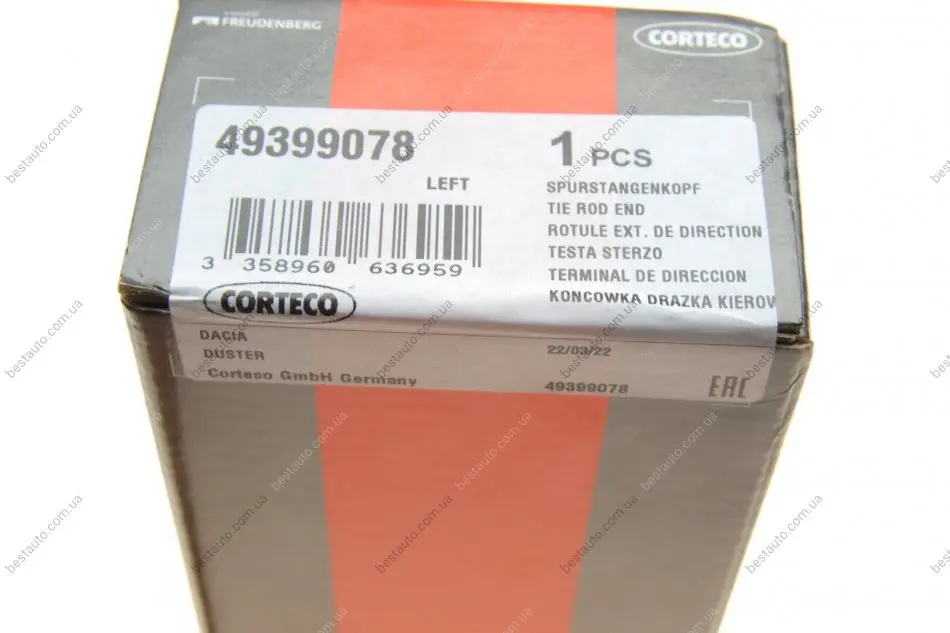 FREUDENBERG
CORTECO
49399078
1 PCS
LEFT
SPURSTANGENKOPF
TIE ROD END
ROTULE EXT. DE DIRECTION
TESTA STERZO
TERMINAL DE DIRECCION
KONCOWKA DRAZKA KIEROW
3 358960 636959
CORTECO
DACIA
DUSTER
22/03/22
Corteco GmbH Germany
49399078
EAC
bestauto.com.ua